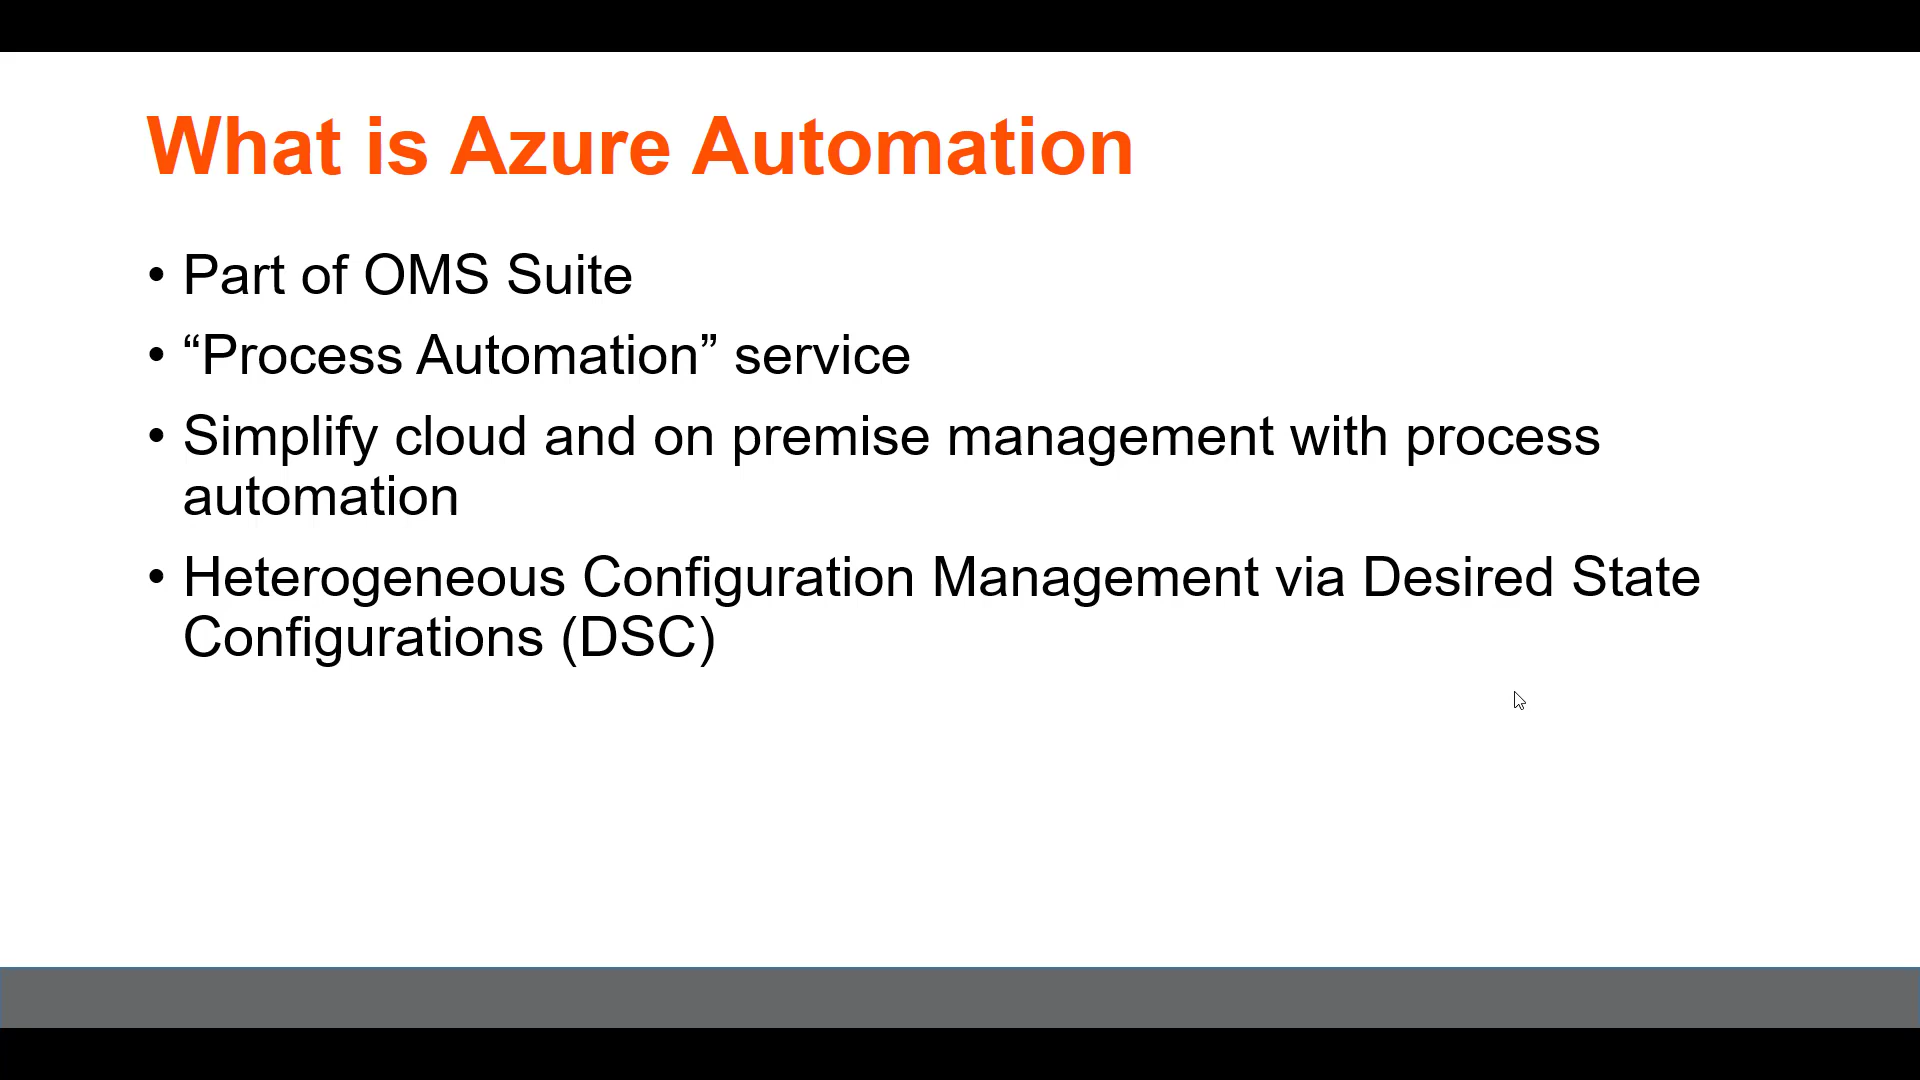 What is Azure Automation
• Part of OMS Suite
• “Process Automation” service
• Simplify cloud and on premise management with process
automation
• Heterogeneous Configuration Management via Desired State
Configurations (DSC)